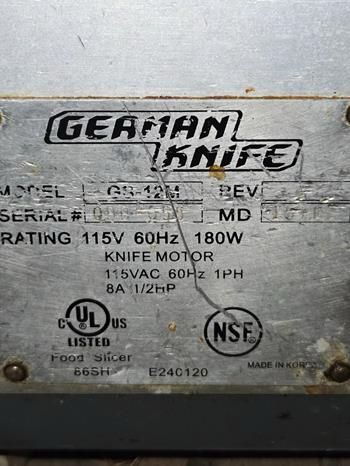 GERMAN
KNIFE
MODEL GS-12M REV
SERIAL# MD
RATING 115V 60Hz 180W
KNIFE MOTOR
115VAC 60Hz 1PH
8A 1/2HP
C UL US NSF
LISTED
Food Slicer MADE IN KOREA
86SH E240120